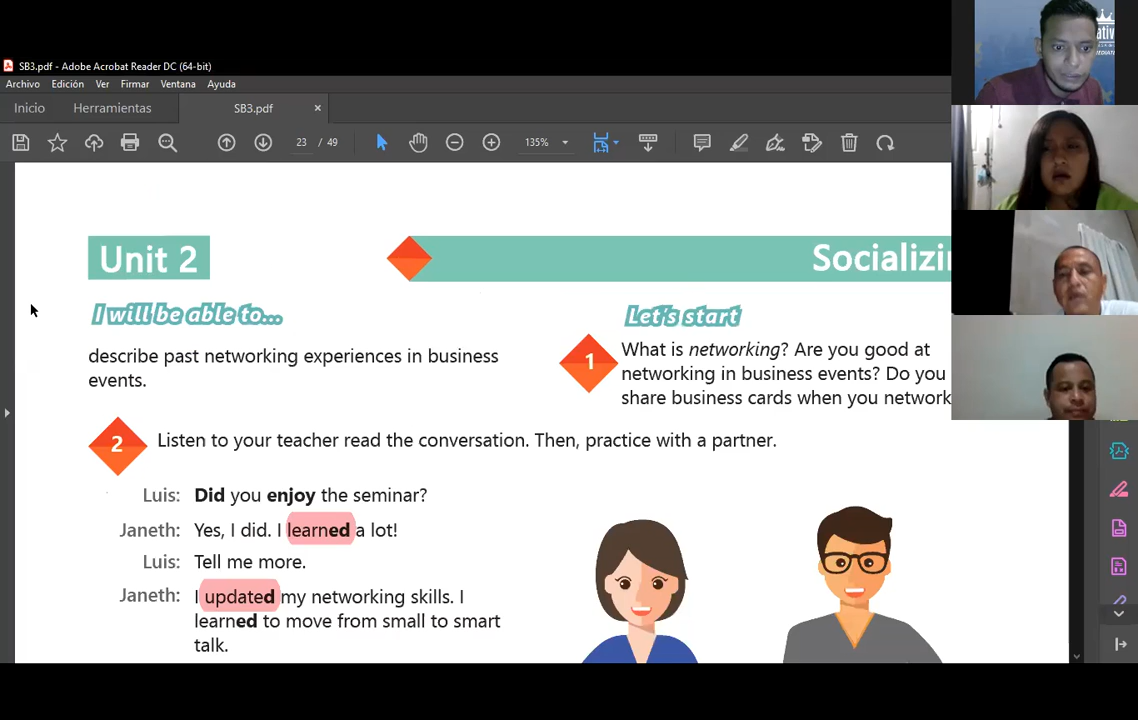 SB3.pdf - Adobe Acrobat Reader DC (64-bit)
Archivo Edición Ver Firmar Ventana Ayuda
Inicio Herramientas SB3.pdf ×
23 / 49 135%
Unit 2
Socializi
I will be able to...
describe past networking experiences in business
events.
Let's start
1
What is networking? Are you good at
networking in business events? Do you
share business cards when you network
2
Listen to your teacher read the conversation. Then, practice with a partner.
Luis: Did you enjoy the seminar?
Janeth: Yes, I did. I learned a lot!
Luis: Tell me more.
Janeth: I updated my networking skills. I
learned to move from small to smart
talk.